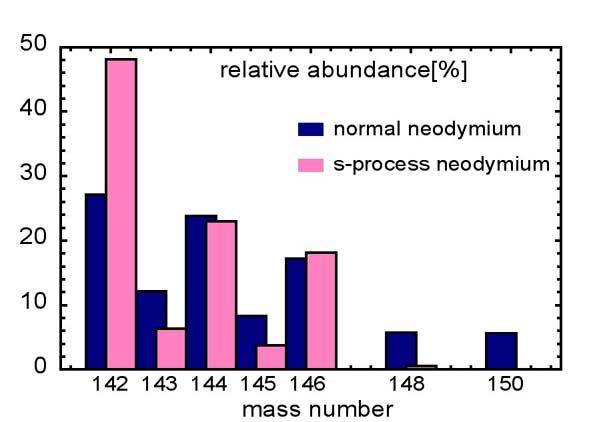 50
relative abundance[%]
40
normal neodymium
30
s-process neodymium
20
10
0
142 143 144 145 146 148 150
mass number